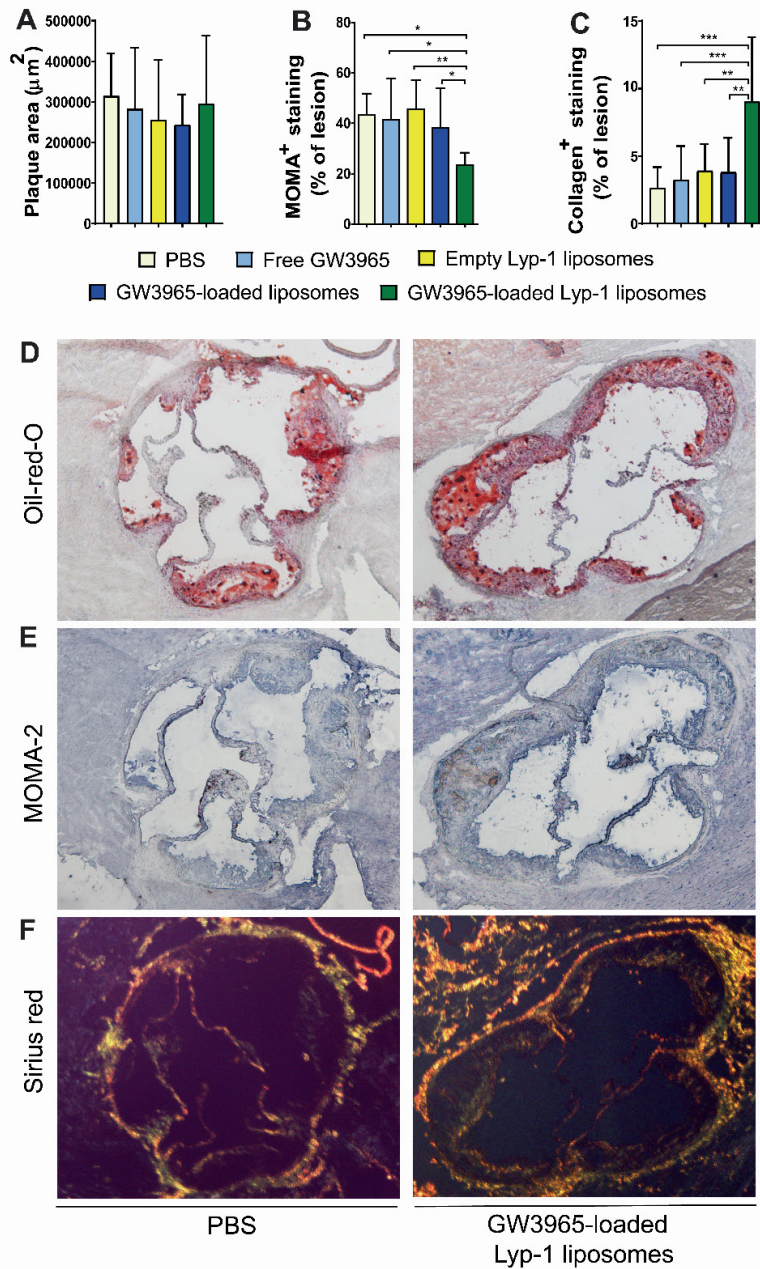 A
Plaque area (μm²)
500000
400000
300000
200000
100000
0
B
MOMA⁺ staining
(% of lesion)
80
60
40
20
0
*
*
**
*
C
Collagen⁺ staining
(% of lesion)
15
10
5
0
***
***
**
**
PBS
Free GW3965
Empty Lyp-1 liposomes
GW3965-loaded liposomes
GW3965-loaded Lyp-1 liposomes
D
Oil-red-O
E
MOMA-2
F
Sirius red
PBS
GW3965-loaded
Lyp-1 liposomes